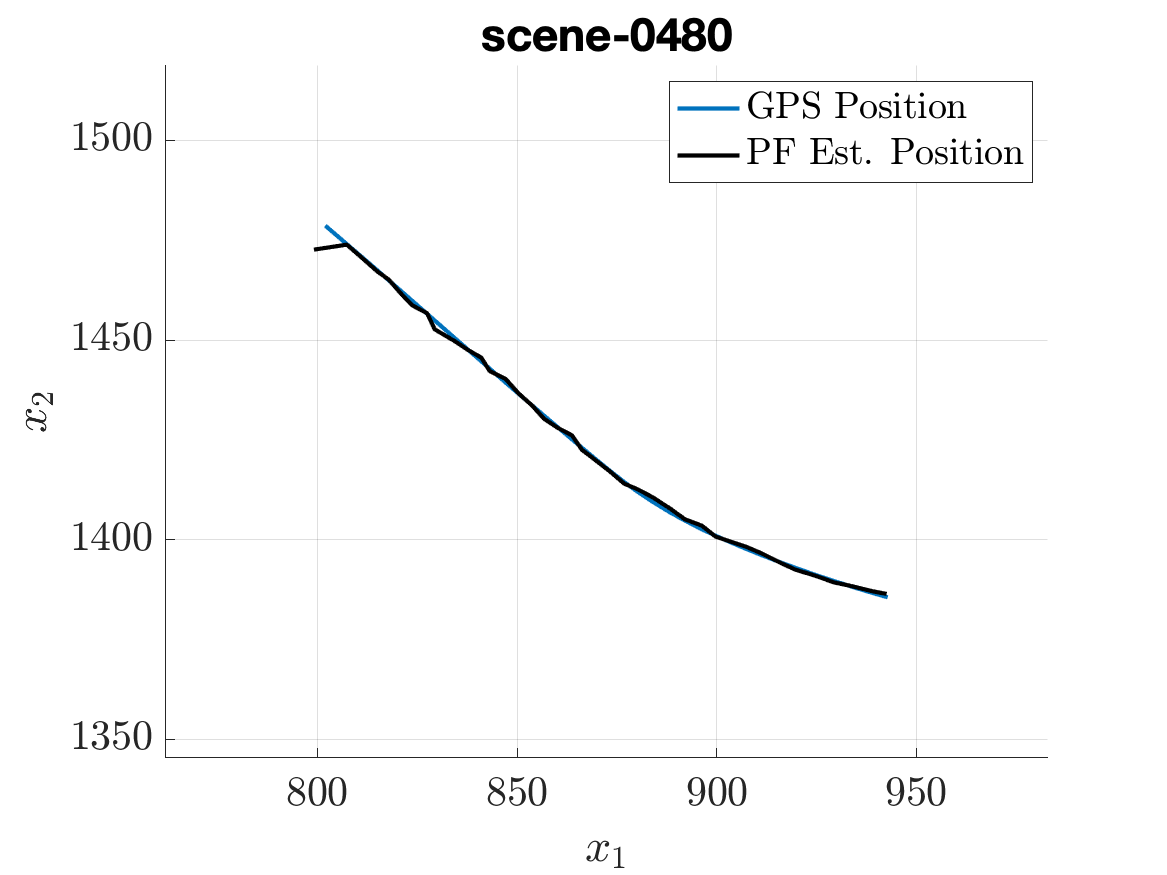 scene-0480
GPS Position
PF Est. Position
1500
1450
1400
1350
x₂
800 850 900 950
x₁